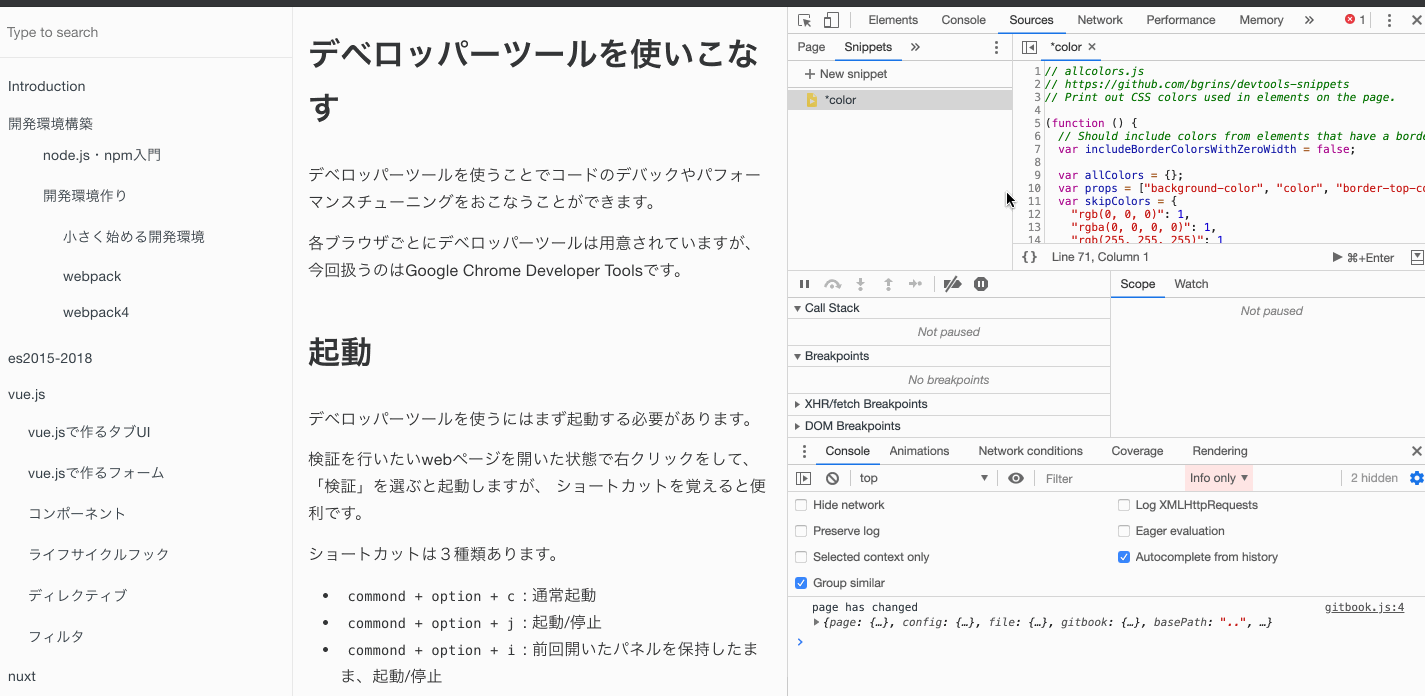 Type to search
Introduction
開発環境構築
node.js・npm入門
開発環境作り
小さく始める開発環境
webpack
webpack4
es2015-2018
vue.js
vue.jsで作るタブUI
vue.jsで作るフォーム
コンポーネント
ライフサイクルフック
ディレクティブ
フィルタ
nuxt
デベロッパーツールを使いこな
す
デベロッパーツールを使うことでコードのデバックやパフォー
マンスチューニングをおこなうことができます。
各ブラウザごとにデベロッパーツールは用意されていますが、
今回扱うのはGoogle Chrome Developer Toolsです。
起動
デベロッパーツールを使うにはまず起動する必要があります。
検証を行いたいwebページを開いた状態で右クリックをして、
「検証」を選ぶと起動しますが、 ショートカットを覚えると便
利です。
ショートカットは３種類あります。
• commond + option + c：通常起動
• commond + option + j：起動/停止
• commond + option + i：前回開いたパネルを保持したま
ま、起動/停止
Elements Console Sources Network Performance Memory » 1
Page Snippets »
+ New snippet
*color
*color ×
1 // allcolors.js
2 // https://github.com/bgrins/devtools-snippets
3 // Print out CSS colors used in elements on the page.
4
5 (function () {
6 // Should include colors from elements that have a borde
7 var includeBorderColorsWithZeroWidth = false;
8
9 var allColors = {};
10 var props = ["background-color", "color", "border-top-co
11 var skipColors = {
12 "rgb(0, 0, 0)": 1,
13 "rgba(0, 0, 0, 0)": 1,
14 "rgb(255, 255, 255)": 1
{} Line 71, Column 1 ▶ ⌘+Enter
Call Stack
Not paused
Breakpoints
No breakpoints
XHR/fetch Breakpoints
DOM Breakpoints
Scope Watch
Not paused
Console Animations Network conditions Coverage Rendering
top Filter Info only 2 hidden
Hide network Log XMLHttpRequests
Preserve log Eager evaluation
Selected context only Autocomplete from history
Group similar
page has changed gitbook.js:4
{page: {…}, config: {…}, file: {…}, gitbook: {…}, basePath: "..", …}